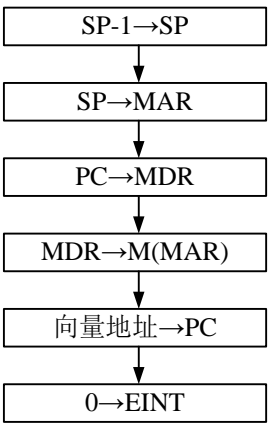 SP-1→SP
SP→MAR
PC→MDR
MDR→M(MAR)
向量地址→PC
0→EINT